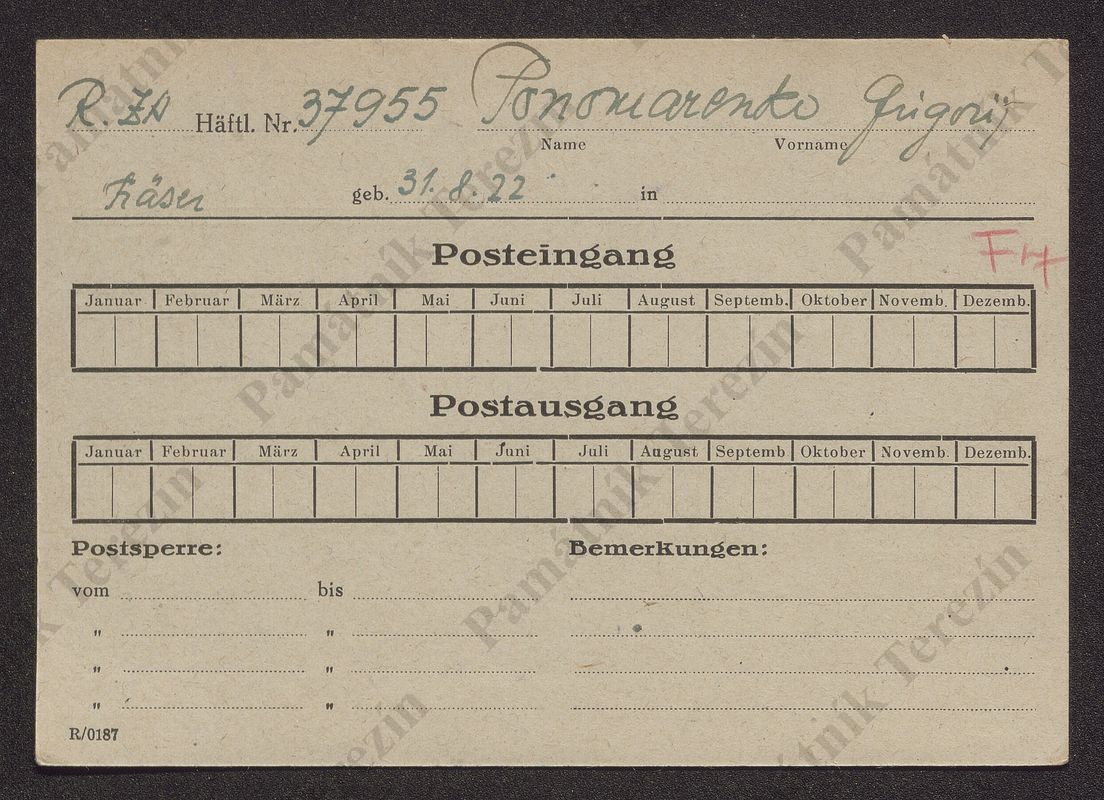 R. ZA Häftl. Nr. 37955 Ponomarenko Grigorij
Name Vorname
Käser geb. 31. 8. 22 in
Posteingang
Januar Februar März April Mai Juni Juli August Septemb. Oktober Novemb. Dezemb.
Postausgang
Januar Februar März April Mai Juni Juli August Septemb Oktober Novemb. Dezemb.
Postsperre: Bemerkungen:
vom bis
" "
" "
" "
R/0187
Památník Terezín